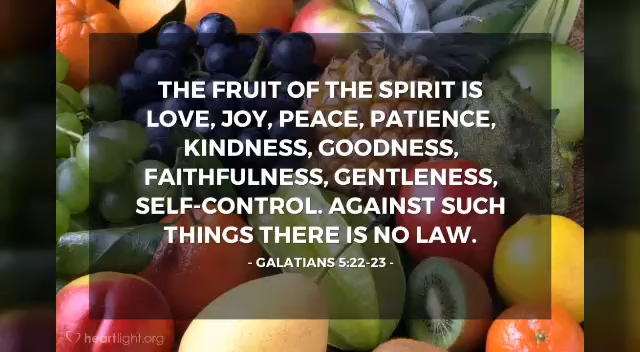 THE FRUIT OF THE SPIRIT IS
LOVE, JOY, PEACE, PATIENCE,
KINDNESS, GOODNESS,
FAITHFULNESS, GENTLENESS,
SELF-CONTROL. AGAINST SUCH
THINGS THERE IS NO LAW.
- GALATIANS 5:22-23 -
heartlight.org